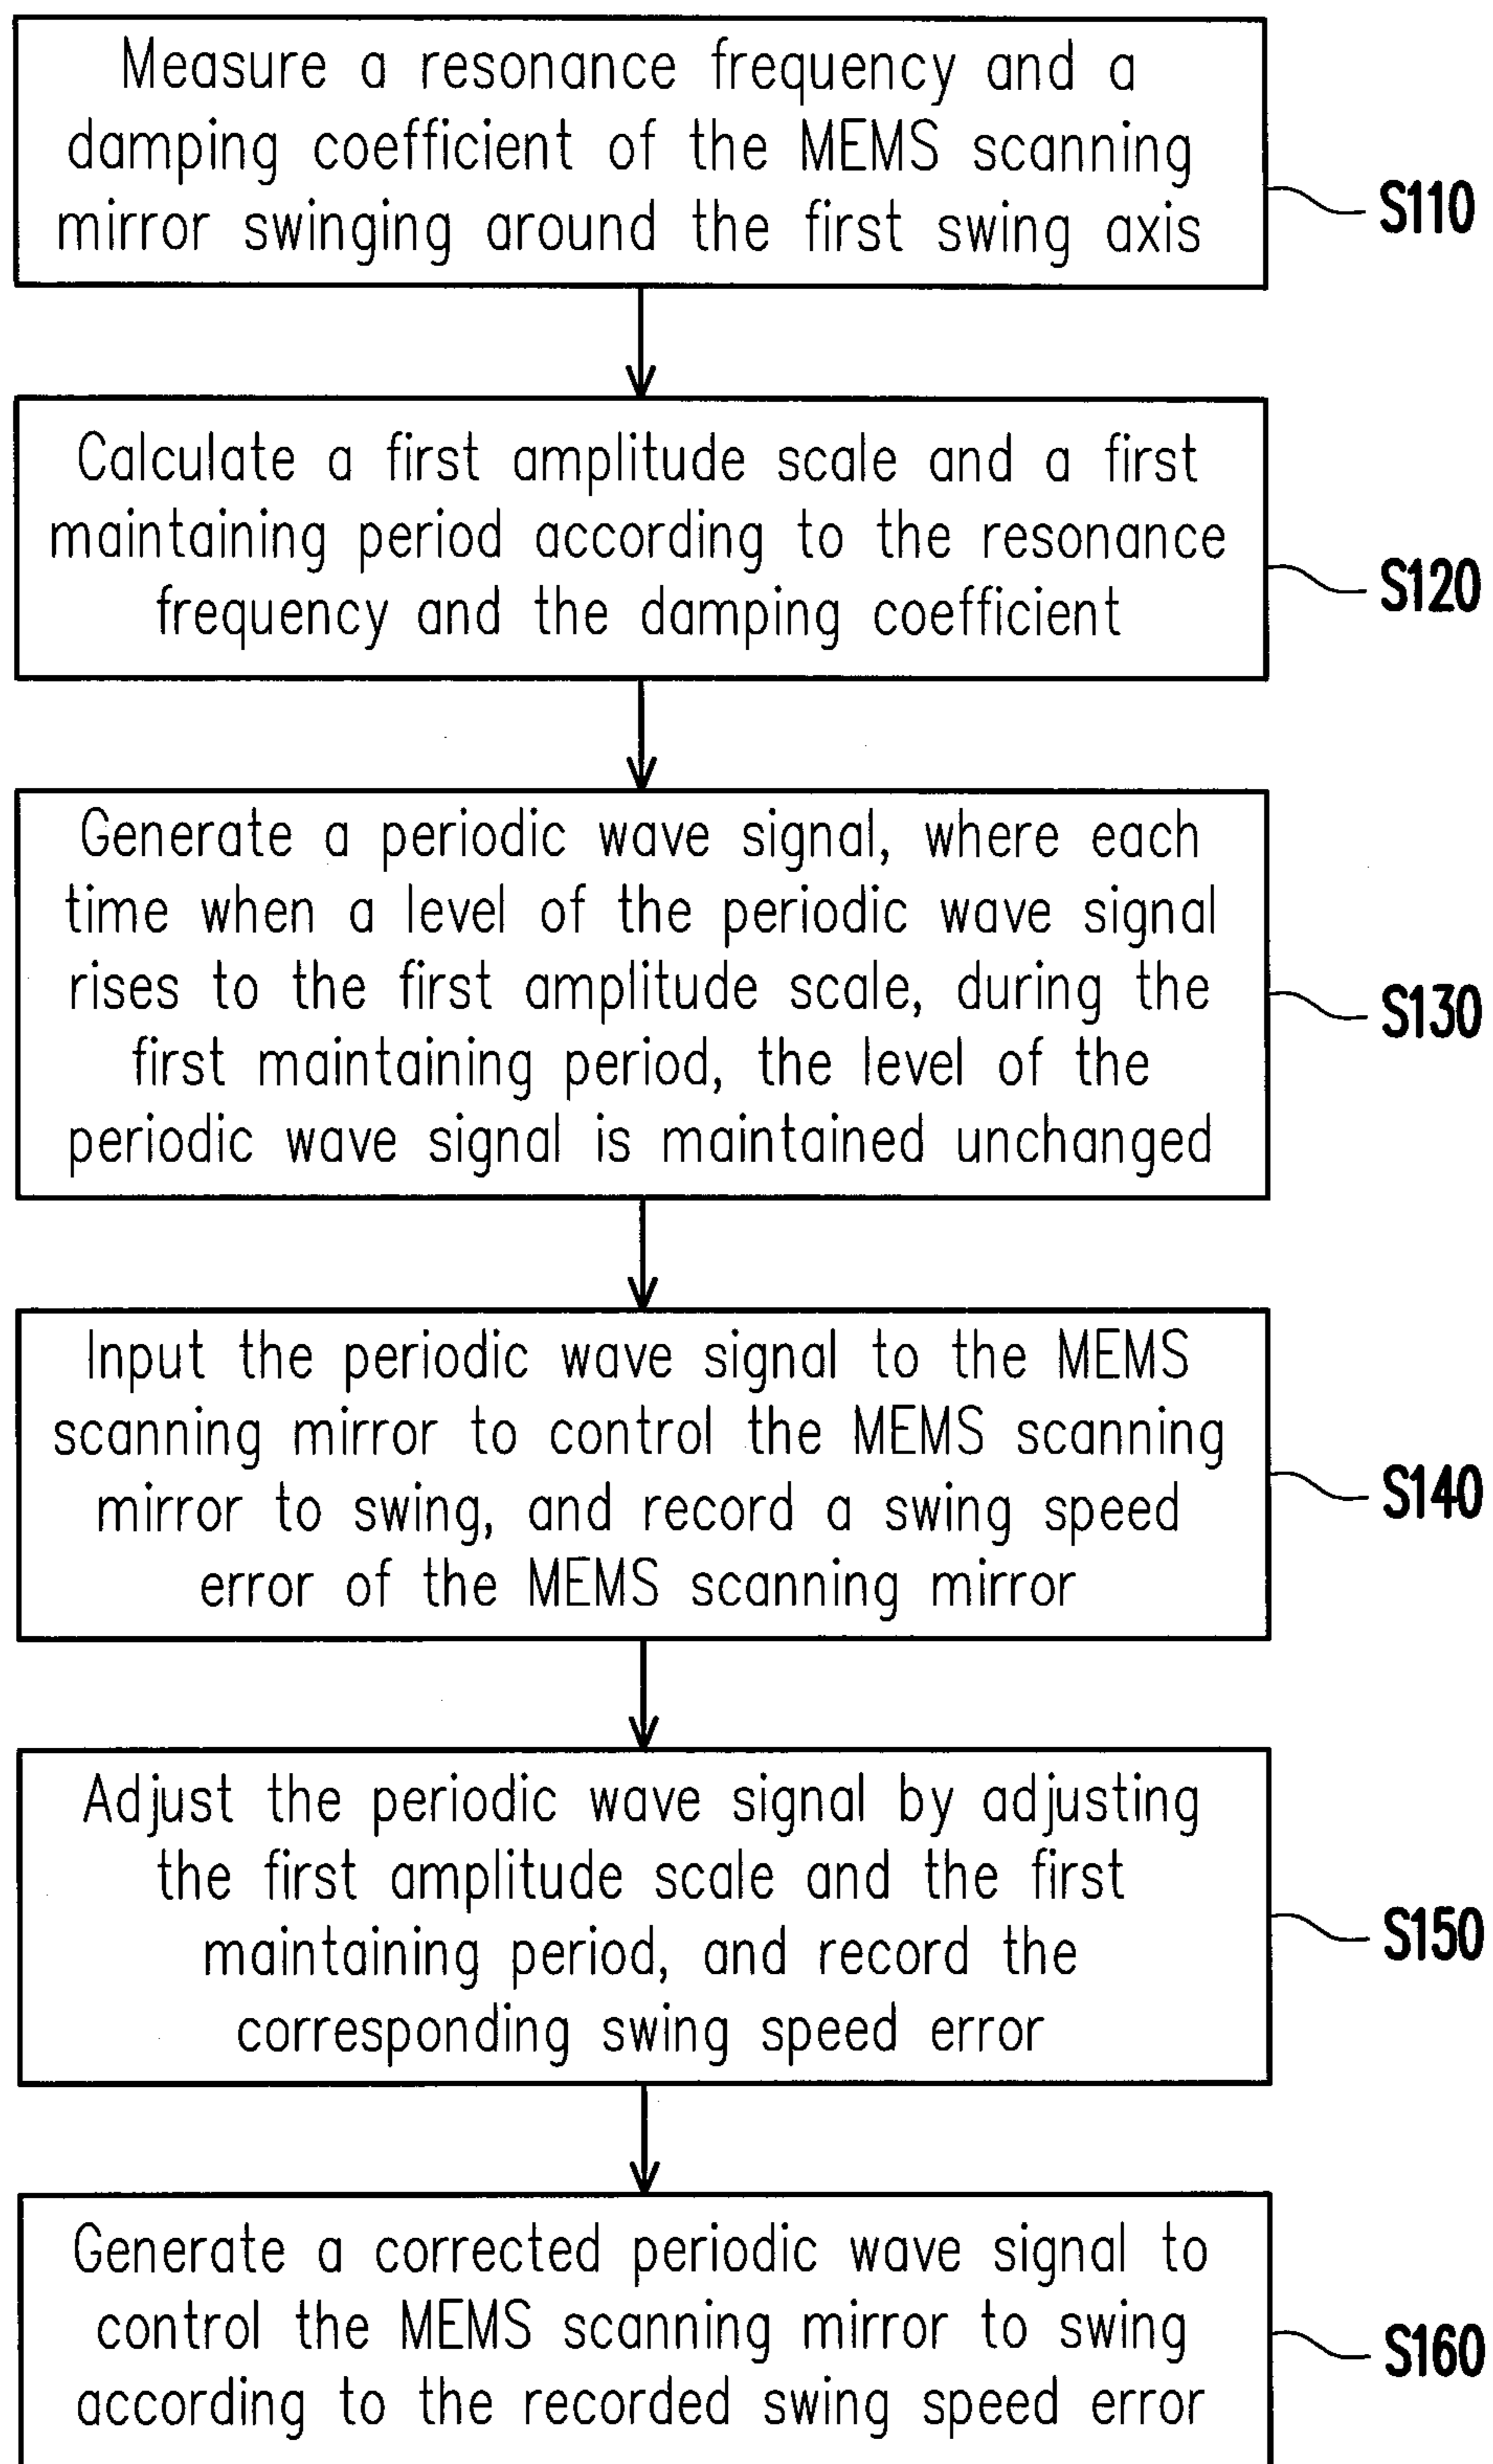 Measure a resonance frequency and a
damping coefficient of the MEMS scanning
mirror swinging around the first swing axis
S110
Calculate a first amplitude scale and a first
maintaining period according to the resonance
frequency and the damping coefficient
S120
Generate a periodic wave signal, where each
time when a level of the periodic wave signal
rises to the first amplitude scale, during the
first maintaining period, the level of the
periodic wave signal is maintained unchanged
S130
Input the periodic wave signal to the MEMS
scanning mirror to control the MEMS scanning
mirror to swing, and record a swing speed
error of the MEMS scanning mirror
S140
Adjust the periodic wave signal by adjusting
the first amplitude scale and the first
maintaining period, and record the
corresponding swing speed error
S150
Generate a corrected periodic wave signal to
control the MEMS scanning mirror to swing
according to the recorded swing speed error
S160